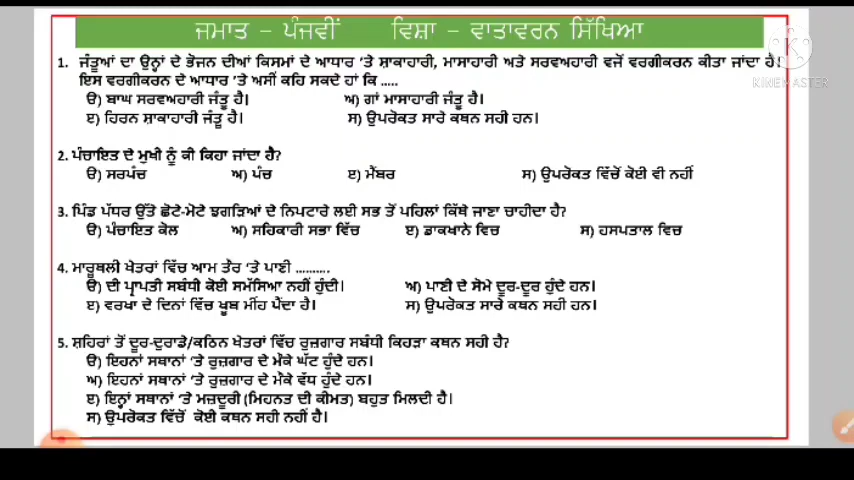 ਜਮਾਤ – ਪੰਜਵੀਂ ਵਿਸ਼ਾ – ਵਾਤਾਵਰਨ ਸਿੱਖਿਆ
1. ਜੰਤੂਆਂ ਦਾ ਉਨ੍ਹਾਂ ਦੇ ਭੋਜਨ ਦੀਆਂ ਕਿਸਮਾਂ ਦੇ ਆਧਾਰ 'ਤੇ ਸ਼ਾਕਾਹਾਰੀ, ਮਾਸਾਹਾਰੀ ਅਤੇ ਸਰਵਅਹਾਰੀ ਵਜੋਂ ਵਰਗੀਕਰਨ ਕੀਤਾ ਜਾਂਦਾ ਹੈ।
ਇਸ ਵਰਗੀਕਰਨ ਦੇ ਆਧਾਰ 'ਤੇ ਅਸੀਂ ਕਹਿ ਸਕਦੇ ਹਾਂ ਕਿ .....
ੳ) ਬਾਘ ਸਰਵਅਹਾਰੀ ਜੰਤੂ ਹੈ। ਅ) ਗਾਂ ਮਾਸਾਹਾਰੀ ਜੰਤੂ ਹੈ।
ੲ) ਹਿਰਨ ਸ਼ਾਕਾਹਾਰੀ ਜੰਤੂ ਹੈ। ਸ) ਉਪਰੋਕਤ ਸਾਰੇ ਕਥਨ ਸਹੀ ਹਨ।
2. ਪੰਚਾਇਤ ਦੇ ਮੁਖੀ ਨੂੰ ਕੀ ਕਿਹਾ ਜਾਂਦਾ ਹੈ?
ੳ) ਸਰਪੰਚ ਅ) ਪੰਚ ੲ) ਮੈਂਬਰ ਸ) ਉਪਰੋਕਤ ਵਿੱਚੋਂ ਕੋਈ ਵੀ ਨਹੀਂ
3. ਪਿੰਡ ਪੱਧਰ ਉੱਤੇ ਛੋਟੇ-ਮੋਟੇ ਝਗੜਿਆਂ ਦੇ ਨਿਪਟਾਰੇ ਲਈ ਸਭ ਤੋਂ ਪਹਿਲਾਂ ਕਿੱਥੇ ਜਾਣਾ ਚਾਹੀਦਾ ਹੈ?
ੳ) ਪੰਚਾਇਤ ਕੋਲ ਅ) ਸਹਿਕਾਰੀ ਸਭਾ ਵਿੱਚ ੲ) ਡਾਕਖਾਨੇ ਵਿਚ ਸ) ਹਸਪਤਾਲ ਵਿਚ
4. ਮਾਰੂਥਲੀ ਖੇਤਰਾਂ ਵਿੱਚ ਆਮ ਤੌਰ 'ਤੇ ਪਾਣੀ ..........
ੳ) ਦੀ ਪ੍ਰਾਪਤੀ ਸਬੰਧੀ ਕੋਈ ਸਮੱਸਿਆ ਨਹੀਂ ਹੁੰਦੀ। ਅ) ਪਾਣੀ ਦੇ ਸੋਮੇ ਦੂਰ-ਦੂਰ ਹੁੰਦੇ ਹਨ।
ੲ) ਵਰਖਾ ਦੇ ਦਿਨਾਂ ਵਿੱਚ ਖੂਬ ਮੀਂਹ ਪੈਂਦਾ ਹੈ। ਸ) ਉਪਰੋਕਤ ਸਾਰੇ ਕਥਨ ਸਹੀ ਹਨ।
5. ਸ਼ਹਿਰਾਂ ਤੋਂ ਦੂਰ-ਦੁਰਾਡੇ/ਕਠਿਨ ਖੇਤਰਾਂ ਵਿੱਚ ਰੁਜ਼ਗਾਰ ਸਬੰਧੀ ਕਿਹੜਾ ਕਥਨ ਸਹੀ ਹੈ?
ੳ) ਇਹਨਾਂ ਸਥਾਨਾਂ 'ਤੇ ਰੁਜ਼ਗਾਰ ਦੇ ਮੌਕੇ ਘੱਟ ਹੁੰਦੇ ਹਨ।
ਅ) ਇਹਨਾਂ ਸਥਾਨਾਂ 'ਤੇ ਰੁਜ਼ਗਾਰ ਦੇ ਮੌਕੇ ਵੱਧ ਹੁੰਦੇ ਹਨ।
ੲ) ਇਨ੍ਹਾਂ ਸਥਾਨਾਂ 'ਤੇ ਮਜ਼ਦੂਰੀ (ਮਿਹਨਤ ਦੀ ਕੀਮਤ) ਬਹੁਤ ਮਿਲਦੀ ਹੈ।
ਸ) ਉਪਰੋਕਤ ਵਿੱਚੋਂ ਕੋਈ ਕਥਨ ਸਹੀ ਨਹੀਂ ਹੈ।
KINEMASTER